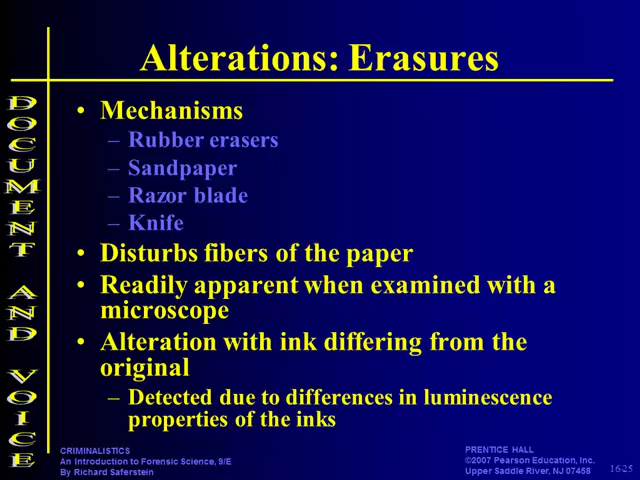 Alterations: Erasures
DOCUMENT AND VOICE
• Mechanisms
– Rubber erasers
– Sandpaper
– Razor blade
– Knife
• Disturbs fibers of the paper
• Readily apparent when examined with a
microscope
• Alteration with ink differing from the
original
– Detected due to differences in luminescence
properties of the inks
CRIMINALISTICS
An Introduction to Forensic Science, 9/E
By Richard Saferstein
PRENTICE HALL
©2007 Pearson Education, Inc.
Upper Saddle River, NJ 07458
16-25